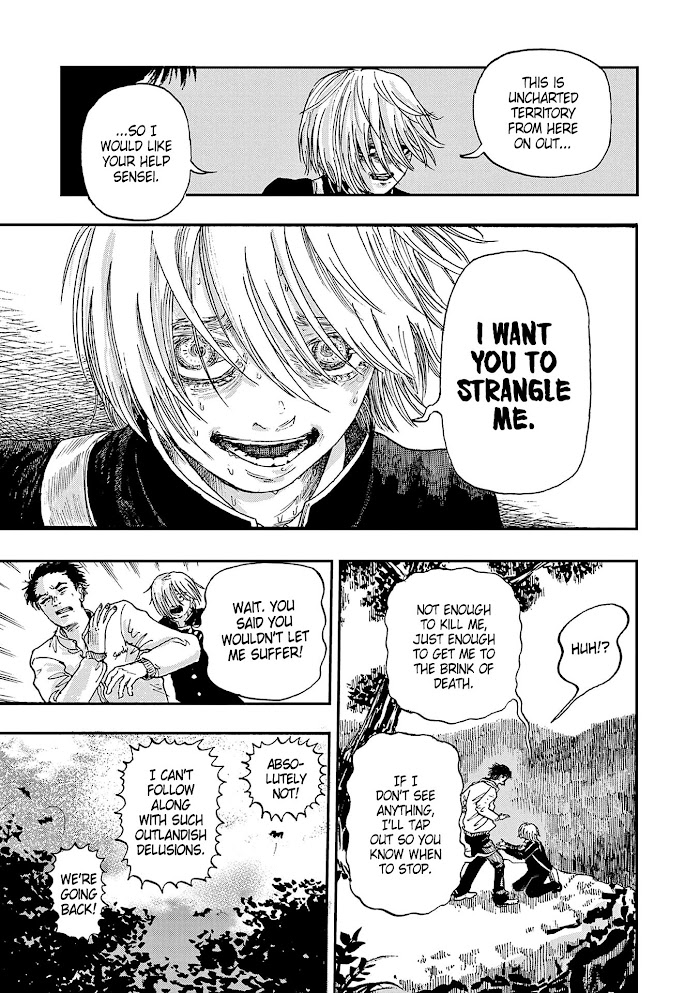 THIS IS
UNCHARTED
TERRITORY
FROM HERE
ON OUT...
...SO I
WOULD LIKE
YOUR HELP
SENSEI.
I WANT
YOU TO
STRANGLE
ME.
HUH!?
NOT ENOUGH
TO KILL ME,
JUST ENOUGH
TO GET ME TO
THE BRINK OF
DEATH.
IF I
DON'T SEE
ANYTHING,
I'LL TAP
OUT SO YOU
KNOW WHEN
TO STOP.
WAIT. YOU
SAID YOU
WOULDN'T LET
ME SUFFER!
ABSO-
LUTELY
NOT!
I CAN'T
FOLLOW
ALONG
WITH SUCH
OUTLANDISH
DELUSIONS.
WE'RE
GOING
BACK!